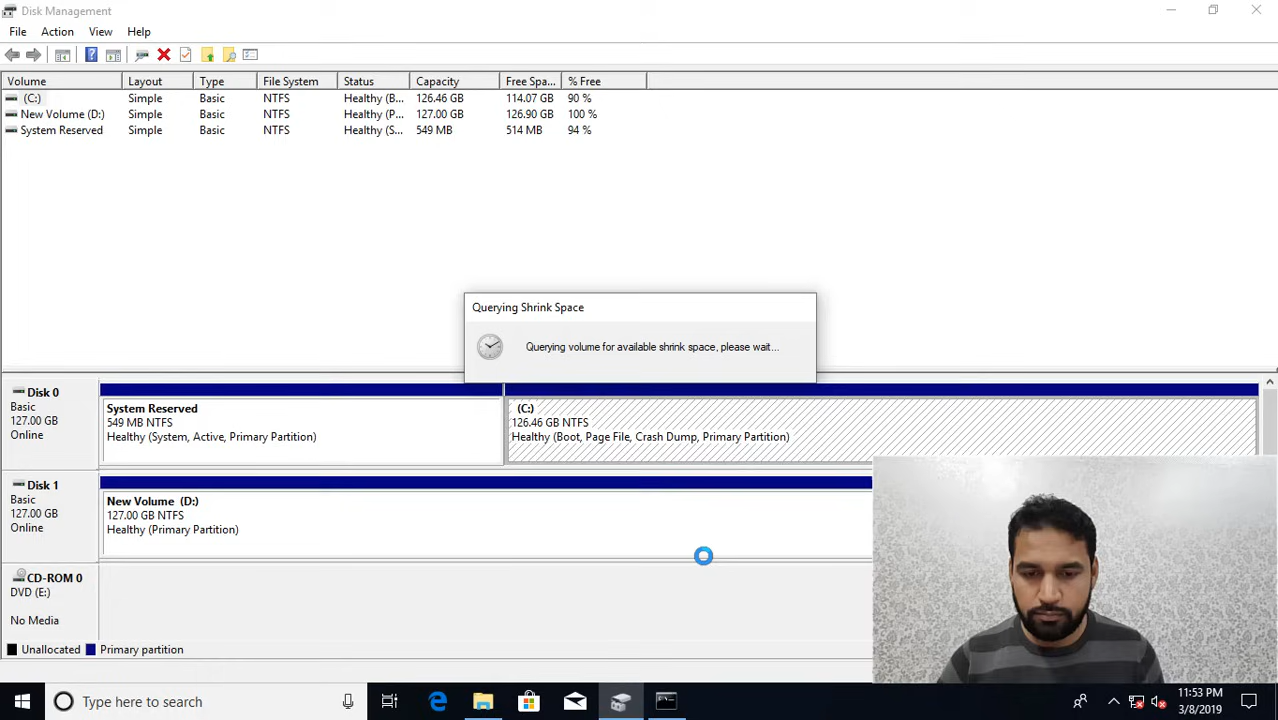 Disk Management
File Action View Help
Volume Layout Type File System Status Capacity Free Spa... % Free
(C:) Simple Basic NTFS Healthy (B... 126.46 GB 114.07 GB 90 %
New Volume (D:) Simple Basic NTFS Healthy (P... 127.00 GB 126.90 GB 100 %
System Reserved Simple Basic NTFS Healthy (S... 549 MB 514 MB 94 %
Querying Shrink Space
Querying volume for available shrink space, please wait...
Disk 0
Basic
127.00 GB
Online
System Reserved
549 MB NTFS
Healthy (System, Active, Primary Partition)
(C:)
126.46 GB NTFS
Healthy (Boot, Page File, Crash Dump, Primary Partition)
Disk 1
Basic
127.00 GB
Online
New Volume (D:)
127.00 GB NTFS
Healthy (Primary Partition)
CD-ROM 0
DVD (E:)
No Media
Unallocated Primary partition
Type here to search
11:53 PM
3/8/2019